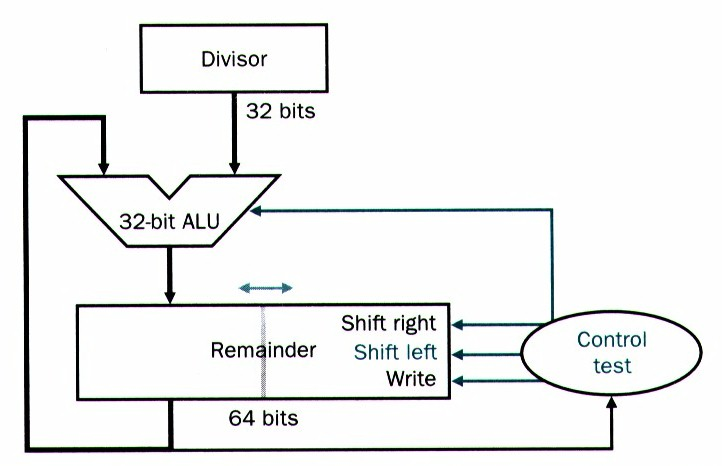 Divisor
32 bits
32-bit ALU
Shift right
Remainder
Shift left
Write
Control
test
64 bits